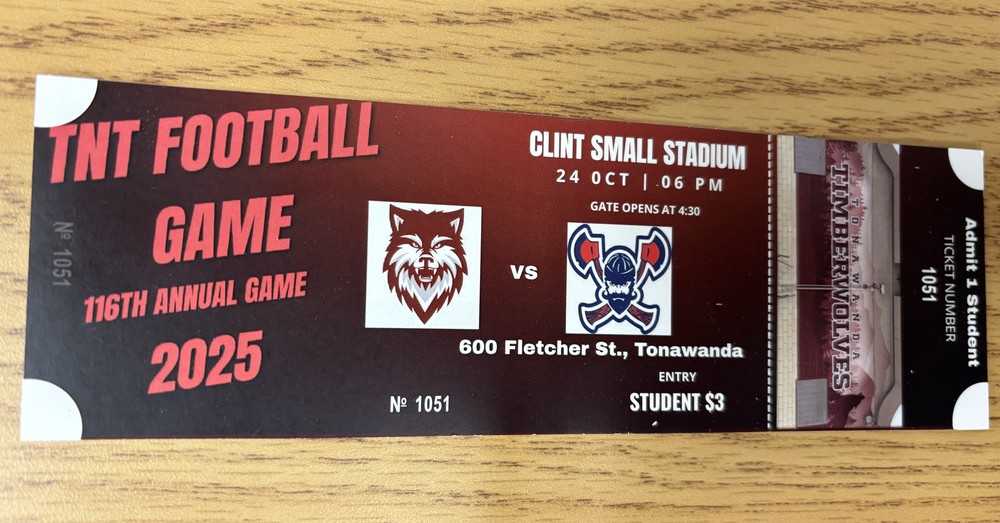 TNT FOOTBALL
GAME
116TH ANNUAL GAME
2025
Nº 1051
CLINT SMALL STADIUM
24 OCT | 06 PM
GATE OPENS AT 4:30
VS
600 Fletcher St., Tonawanda
ENTRY
STUDENT $3
Nº 1051
TONAWANDA
TIMBERWOLVES
Admit 1 Student
TICKET NUMBER
1051